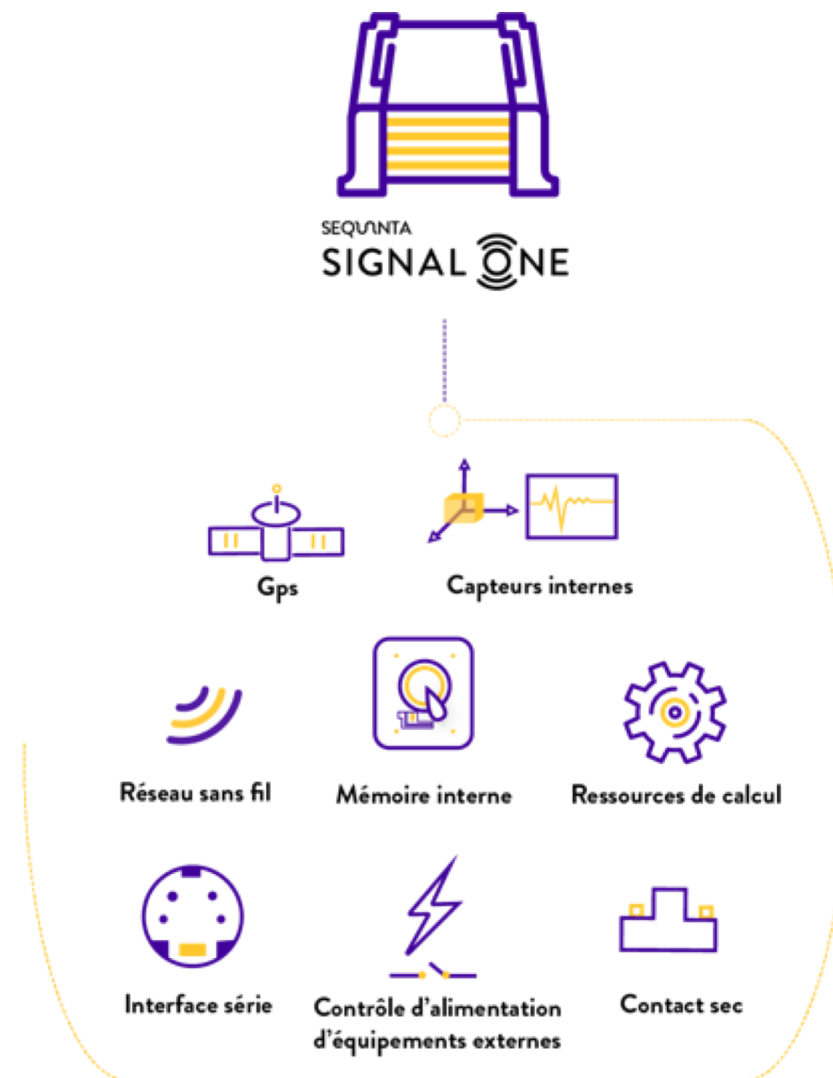 SEQUINTA
SIGNAL ONE
Gps
Capteurs internes
Réseau sans fil
Mémoire interne
Ressources de calcul
Interface série
Contrôle d'alimentation
d'équipements externes
Contact sec